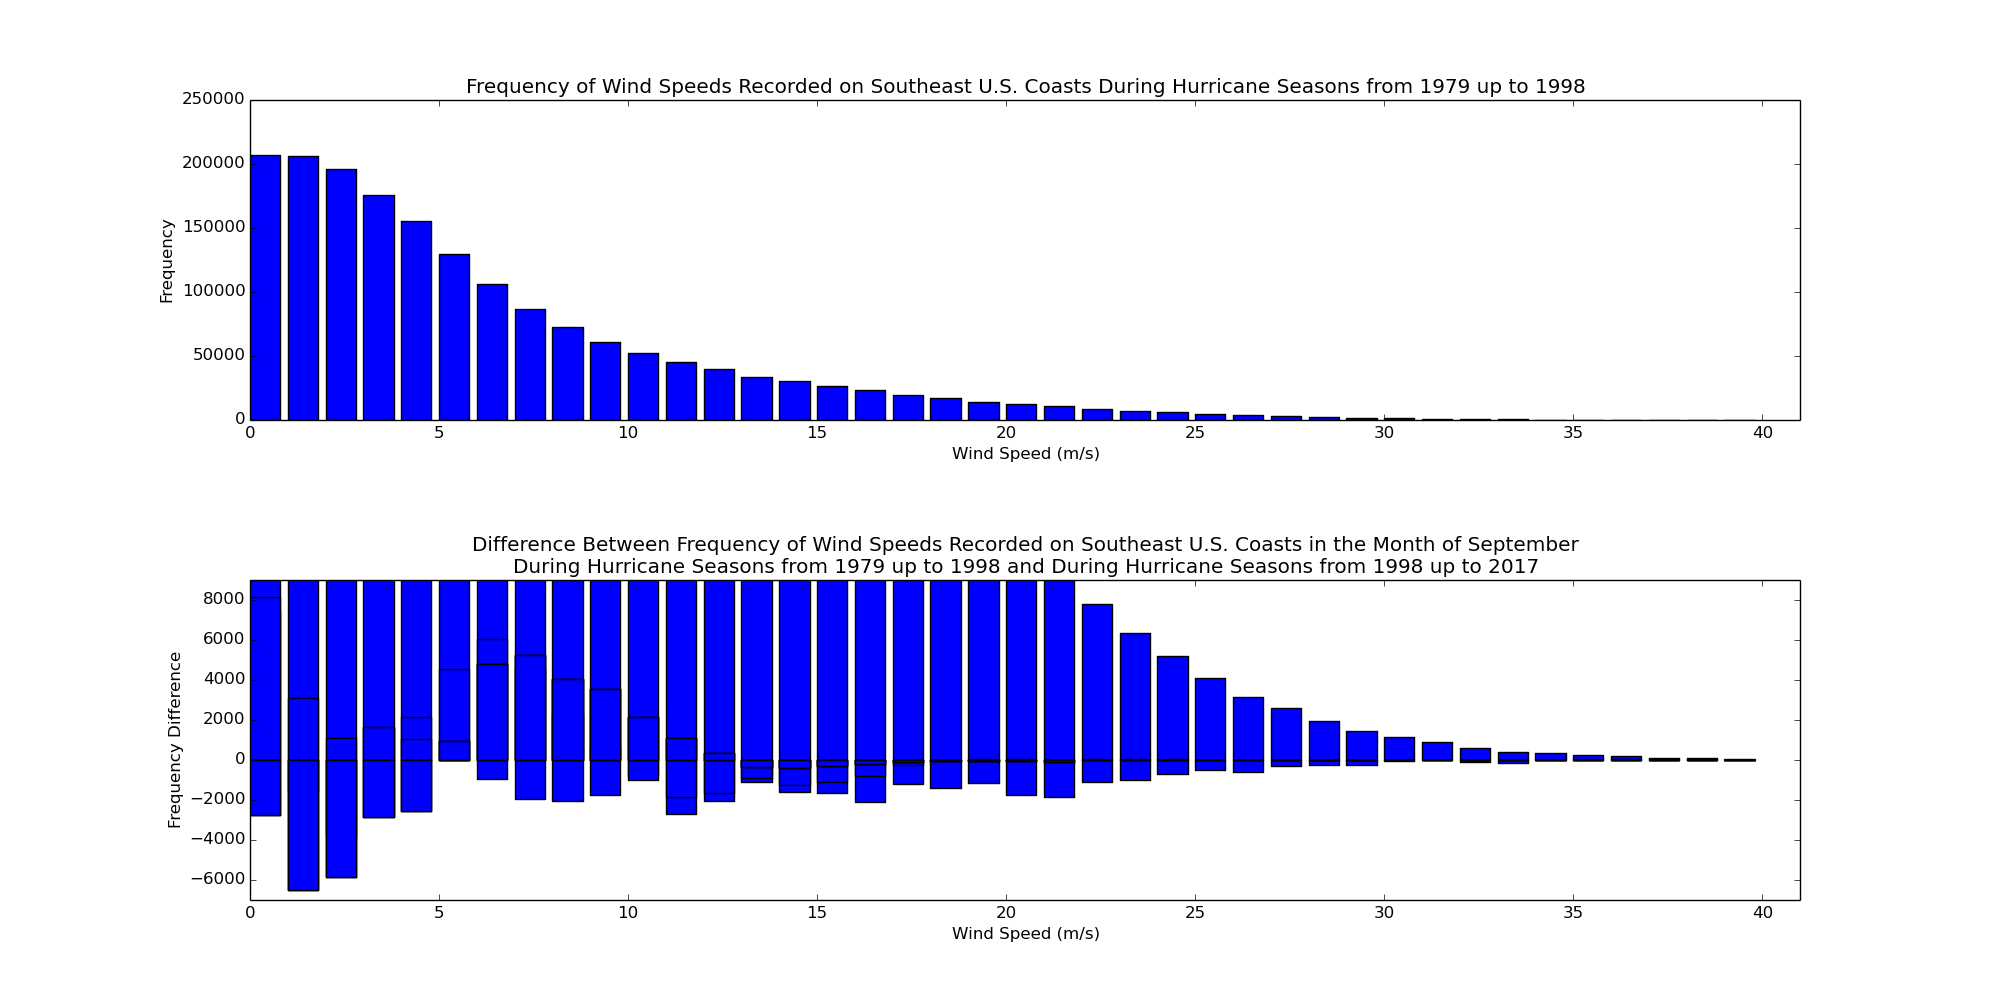 Frequency of Wind Speeds Recorded on Southeast U.S. Coasts During Hurricane Seasons from 1979 up to 1998
250000
200000
150000
100000
50000
0
Frequency
0 5 10 15 20 25 30 35 40
Wind Speed (m/s)
Difference Between Frequency of Wind Speeds Recorded on Southeast U.S. Coasts in the Month of September
During Hurricane Seasons from 1979 up to 1998 and During Hurricane Seasons from 1998 up to 2017
8000
6000
4000
2000
0
−2000
−4000
−6000
Frequency Difference
0 5 10 15 20 25 30 35 40
Wind Speed (m/s)